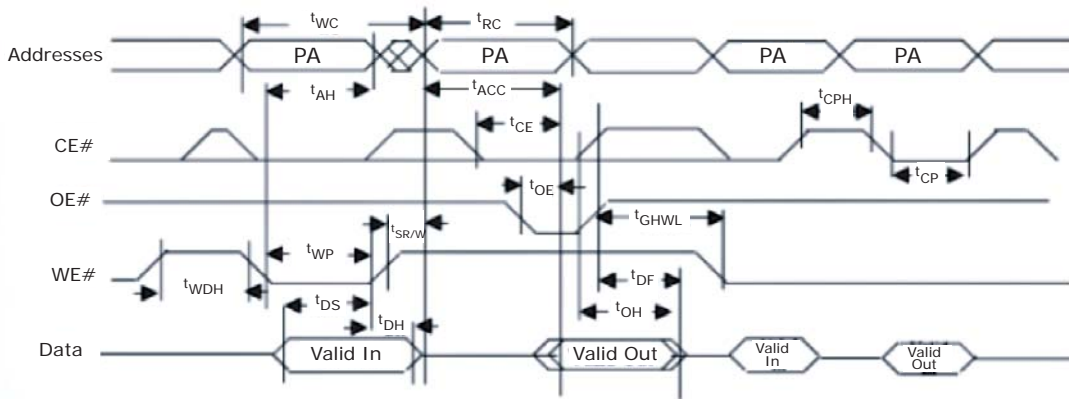 tWC tRC
Addresses PA PA PA PA
tAH tACC
tCPH
tCE
CE#
tCP
tOE
OE#
tGHWL
tSR/W
tWP
WE#
tWDH tDF
tDS
tOH
tDH
Data Valid In Valid Out Valid In Valid Out